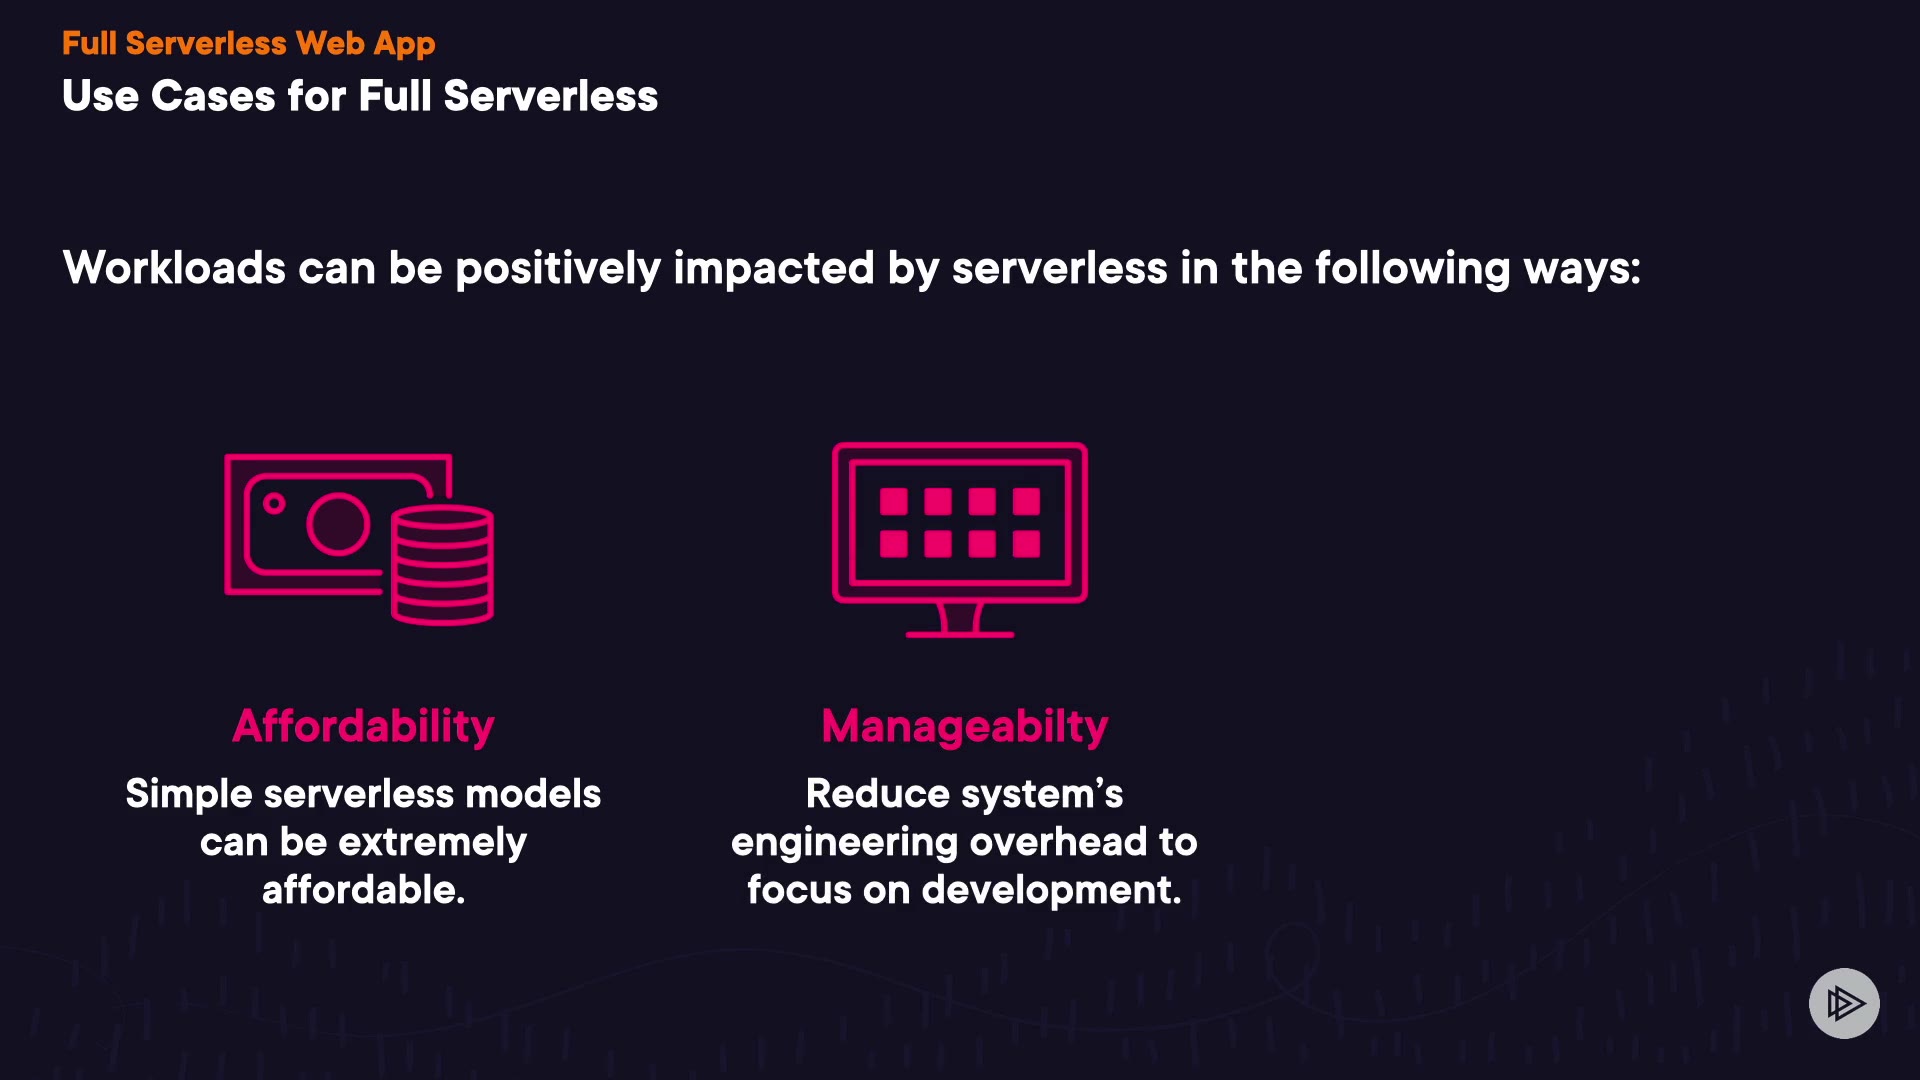 Full Serverless Web App
Use Cases for Full Serverless
Workloads can be positively impacted by serverless in the following ways:
Affordability
Simple serverless models
can be extremely
affordable.
Manageabilty
Reduce system’s
engineering overhead to
focus on development.